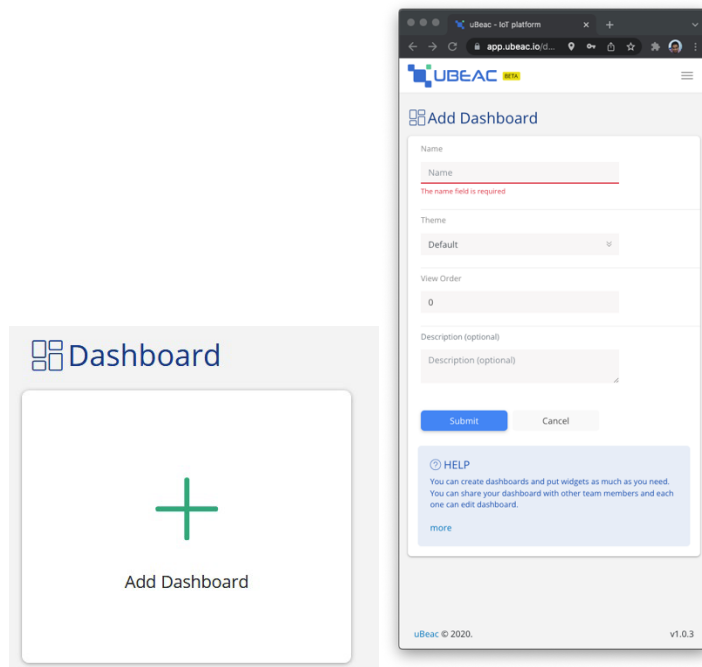 Dashboard
Add Dashboard
uBeac - IoT platform
app.ubeac.io/d...
UBEAC BETA
Add Dashboard
Name
Name
The name field is required
Theme
Default
View Order
0
Description (optional)
Description (optional)
Submit Cancel
HELP
You can create dashboards and put widgets as much as you need.
You can share your dashboard with other team members and each
one can edit dashboard.
more
uBeac © 2020. v1.0.3